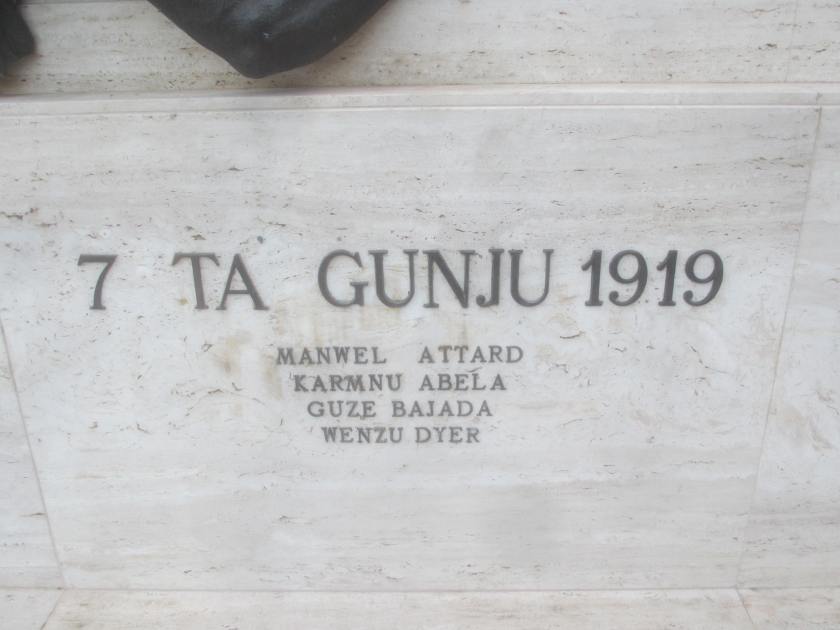 7 TA GUNJU 1919
MANWEL ATTARD
KARMNU ABELA
GUZE BAJADA
WENZU DYER